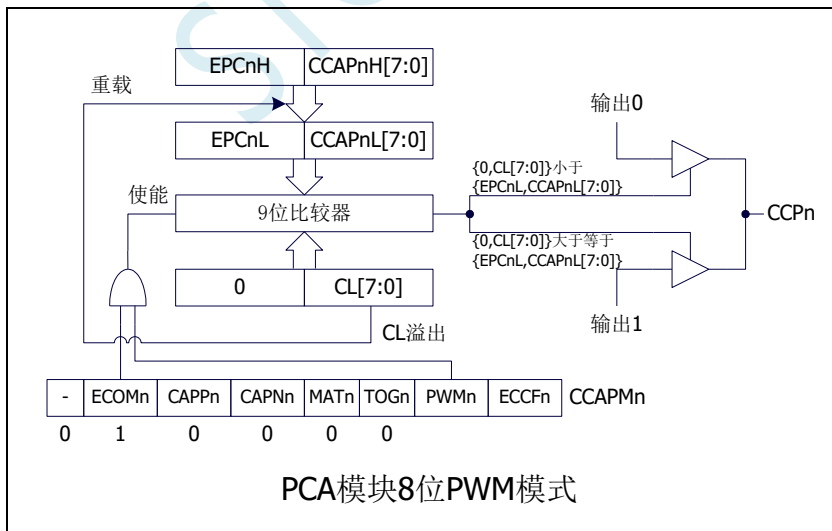 EPCnH CCAPnH[7:0]
重载
输出0
EPCnL CCAPnL[7:0]
{0,CL[7:0]}小于
{EPCnL,CCAPnL[7:0]}
使能
9位比较器
CCPn
{0,CL[7:0]}大于等于
{EPCnL,CCAPnL[7:0]}
0 CL[7:0]
输出1
CL溢出
- ECOMn CAPPn CAPNn MATn TOGn PWMn ECCFn CCAPMn
0 1 0 0 0 0
PCA模块8位PWM模式